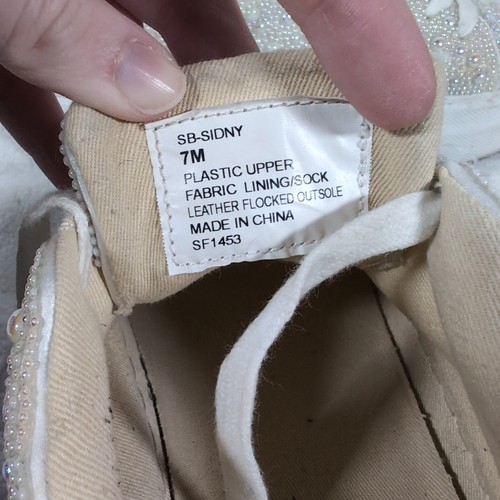 SB-SIDNY
7M
PLASTIC UPPER
FABRIC LINING/SOCK
LEATHER FLOCKED OUTSOLE
MADE IN CHINA
SF1453